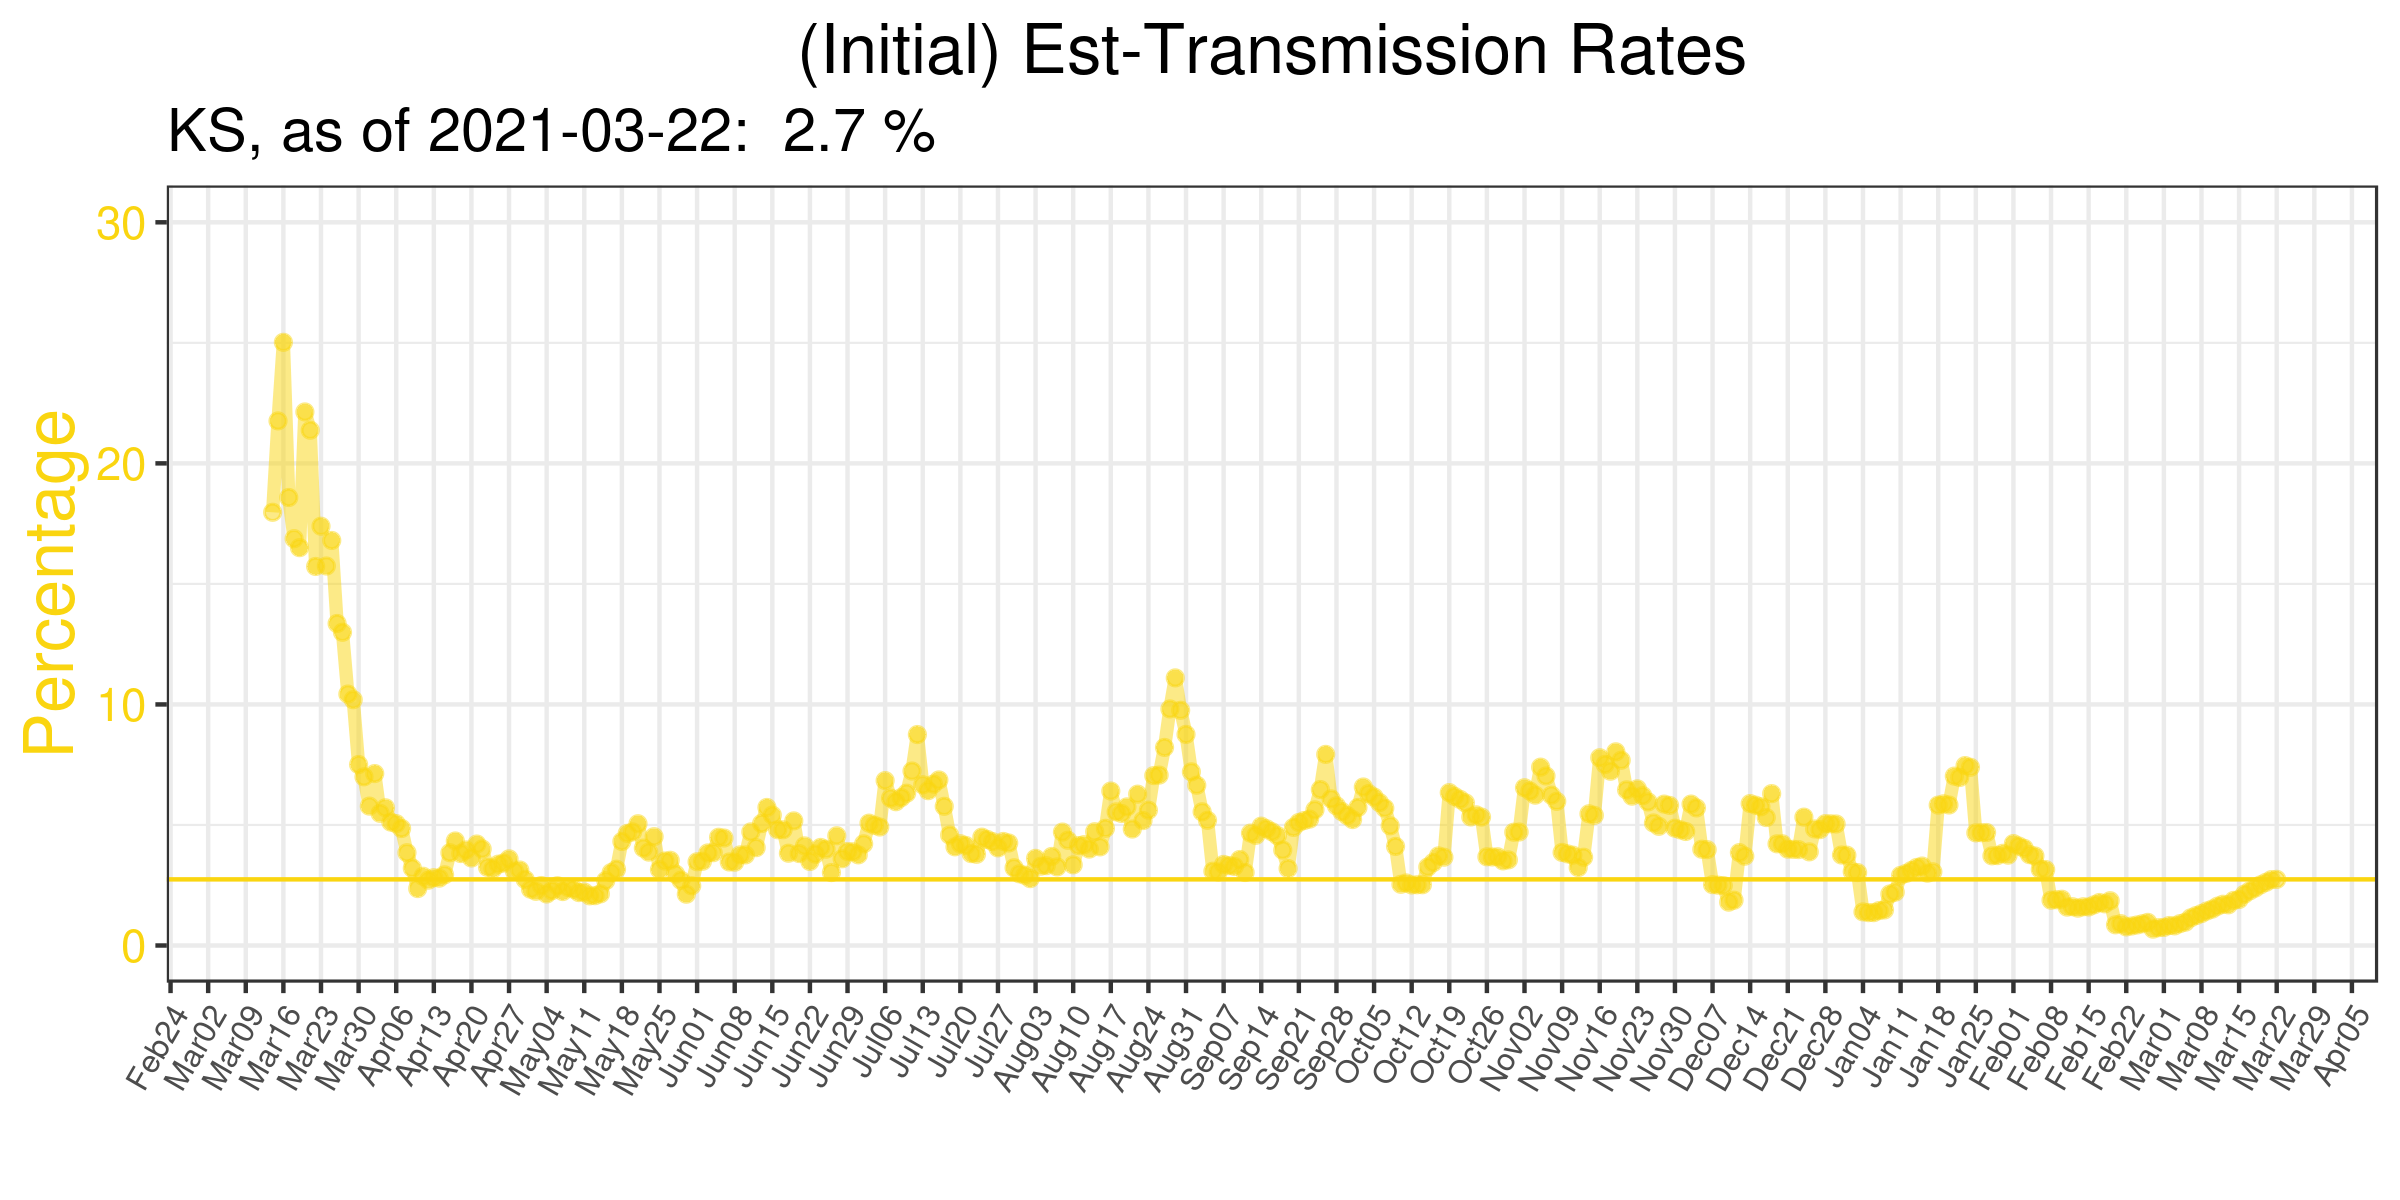 (Initial) Est-Transmission Rates
KS, as of 2021-03-22:  2.7 %
Percentage
30
20
10
0
Feb24
Mar02
Mar09
Mar16
Mar23
Mar30
Apr06
Apr13
Apr20
Apr27
May04
May11
May18
May25
Jun01
Jun08
Jun15
Jun22
Jun29
Jul06
Jul13
Jul20
Jul27
Aug03
Aug10
Aug17
Aug24
Aug31
Sep07
Sep14
Sep21
Sep28
Oct05
Oct12
Oct19
Oct26
Nov02
Nov09
Nov16
Nov23
Nov30
Dec07
Dec14
Dec21
Dec28
Jan04
Jan11
Jan18
Jan25
Feb01
Feb08
Feb15
Feb22
Mar01
Mar08
Mar15
Mar22
Mar29
Apr05